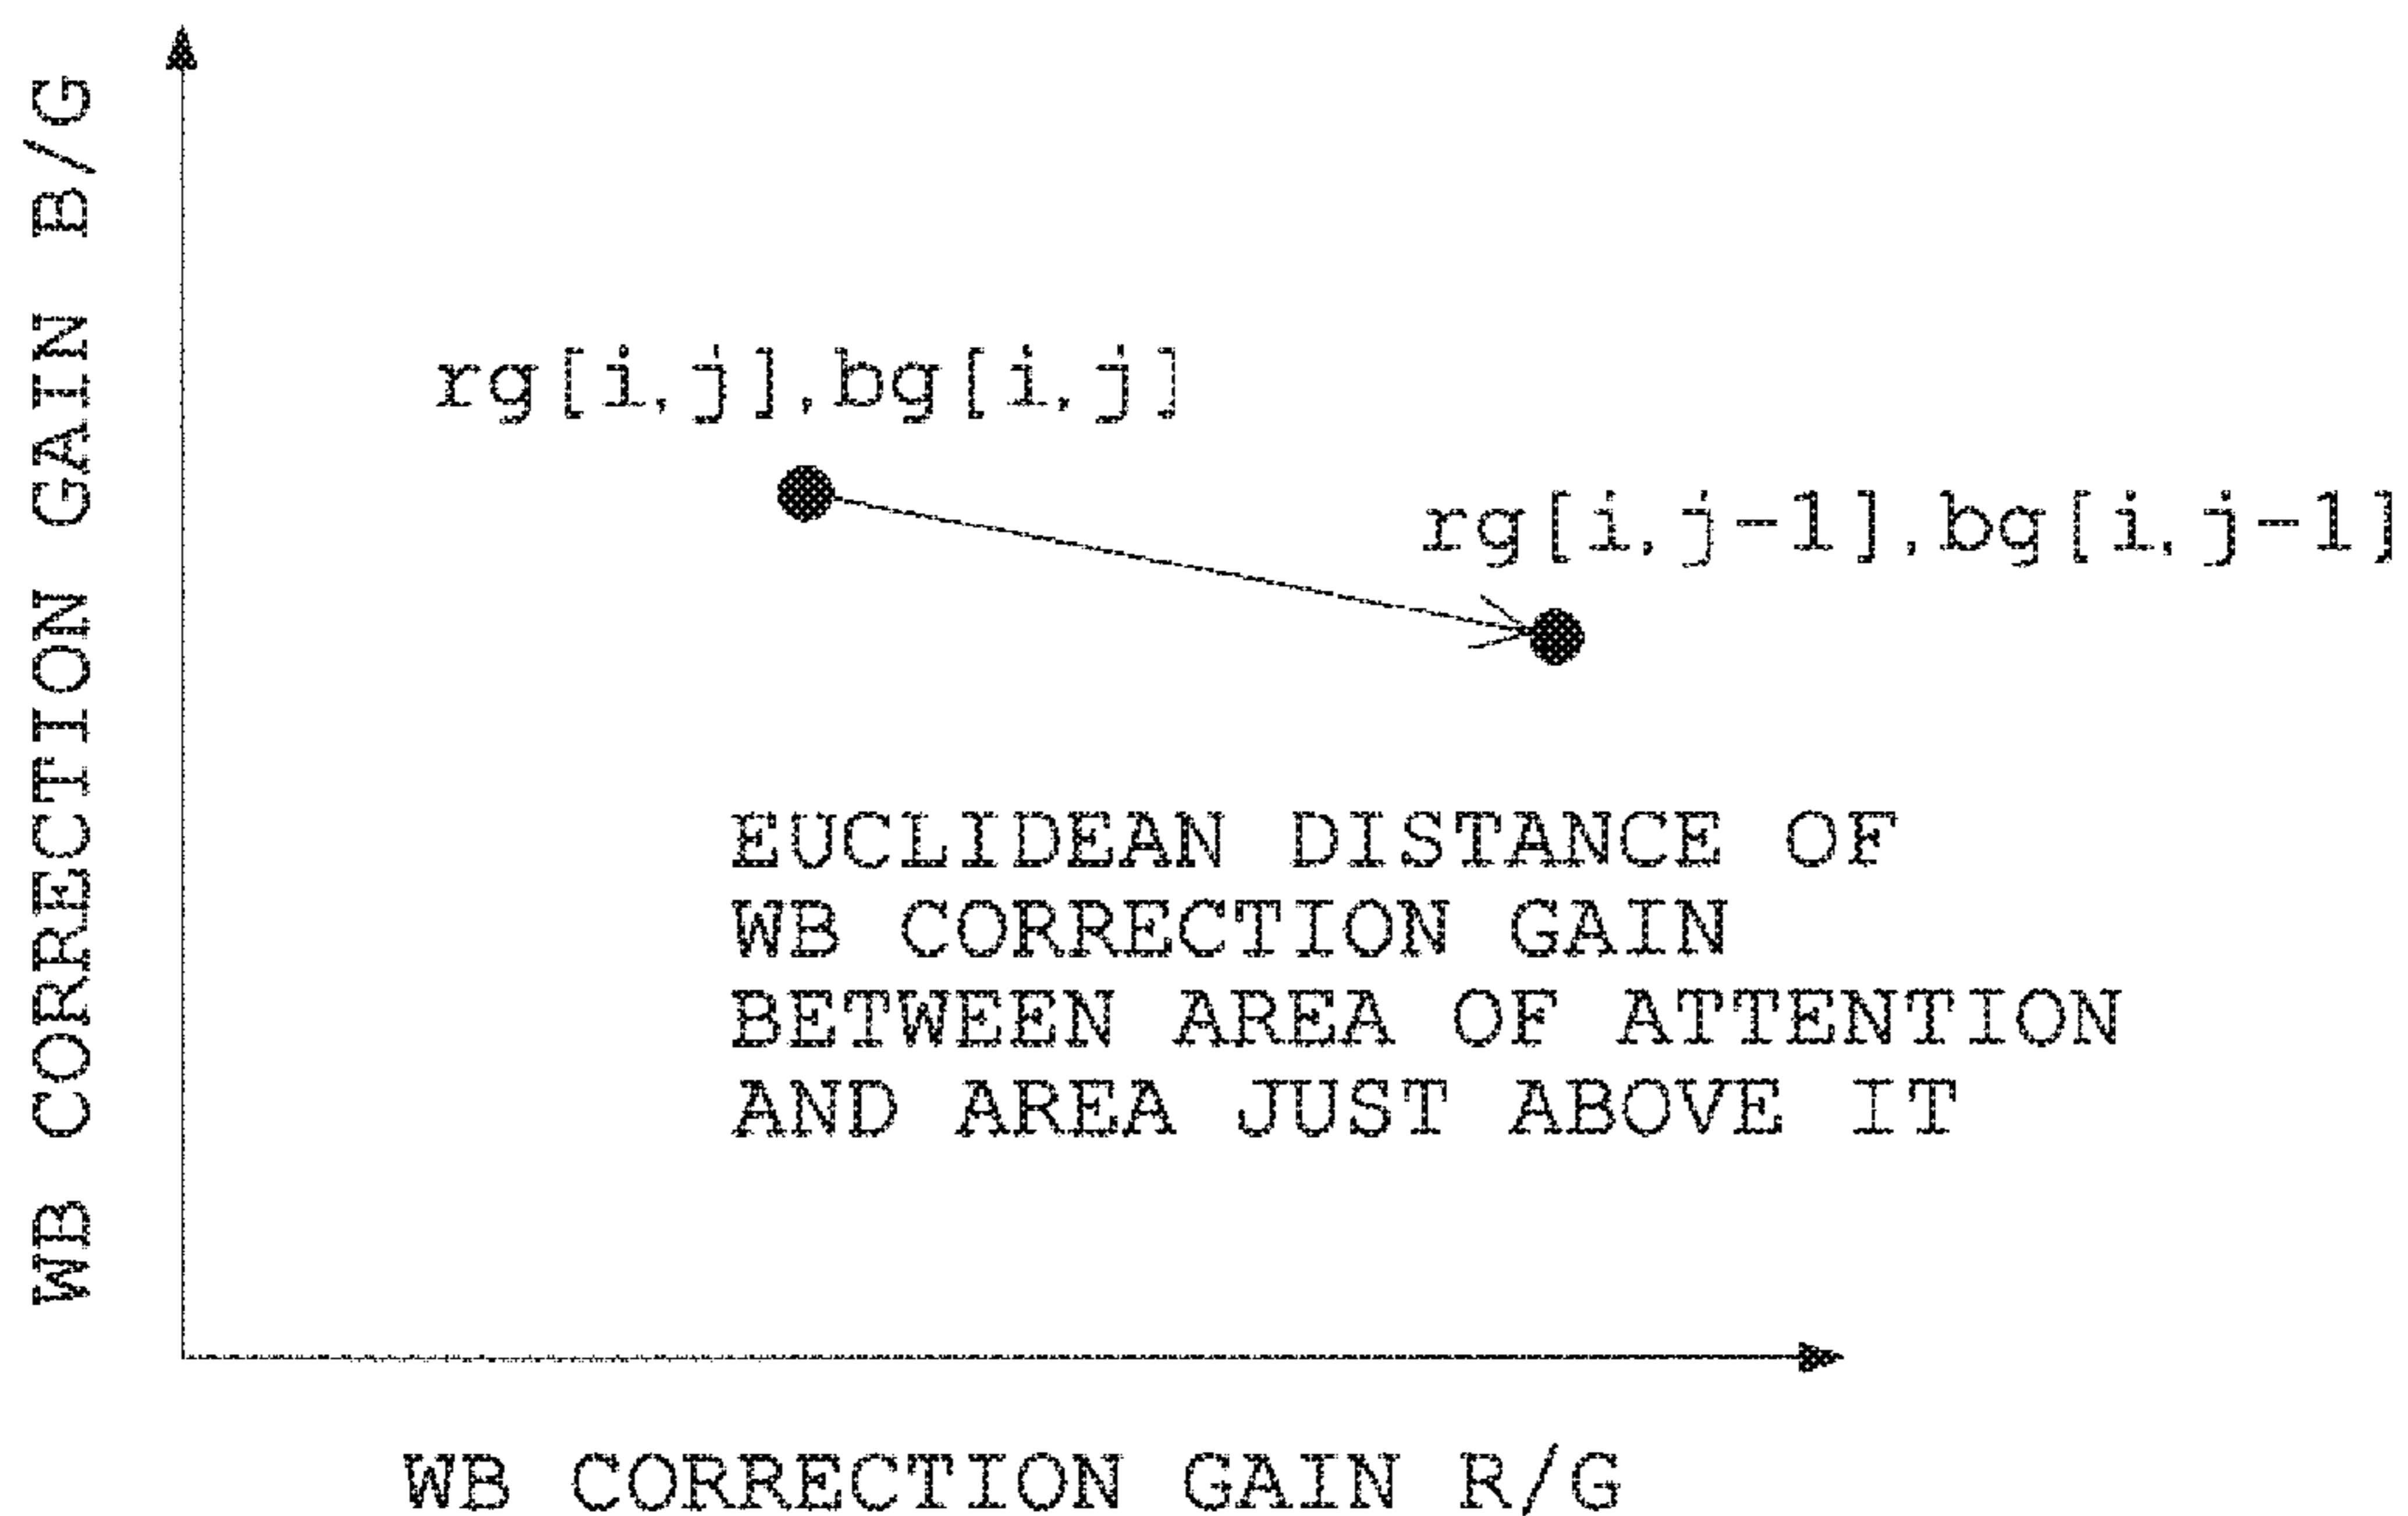 WB CORRECTION GAIN B/G
rg[i,j],bg[i,j]
rg[i,j-1],bg[i,j-1]
EUCLIDEAN DISTANCE OF
WB CORRECTION GAIN
BETWEEN AREA OF ATTENTION
AND AREA JUST ABOVE IT
WB CORRECTION GAIN R/G